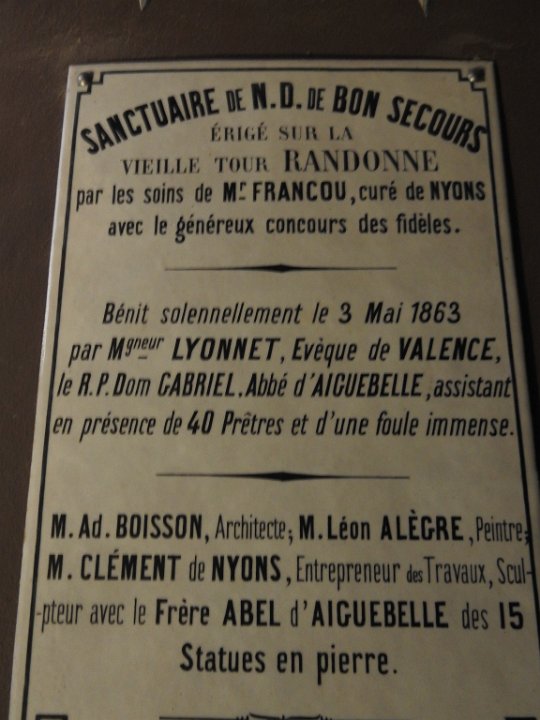 SANCTUAIRE DE N.D. DE BON SECOURS
ÉRIGÉ SUR LA
VIEILLE TOUR RANDONNE
par les soins de Mr FRANCOU, curé de NYONS
avec le généreux concours des fidèles.
Bénit solennellement le 3 Mai 1863
par Mgneur LYONNET, Evèque de VALENCE,
le R.P. Dom GABRIEL, Abbé d'AIGUEBELLE, assistant
en présence de 40 Prêtres et d'une foule immense.
M. Ad. BOISSON, Architecte; M. Léon ALÈGRE, Peintre;
M. CLÉMENT de NYONS, Entrepreneur des Travaux, Scul-
-pteur avec le Frère ABEL d'AIGUEBELLE des 15
Statues en pierre.